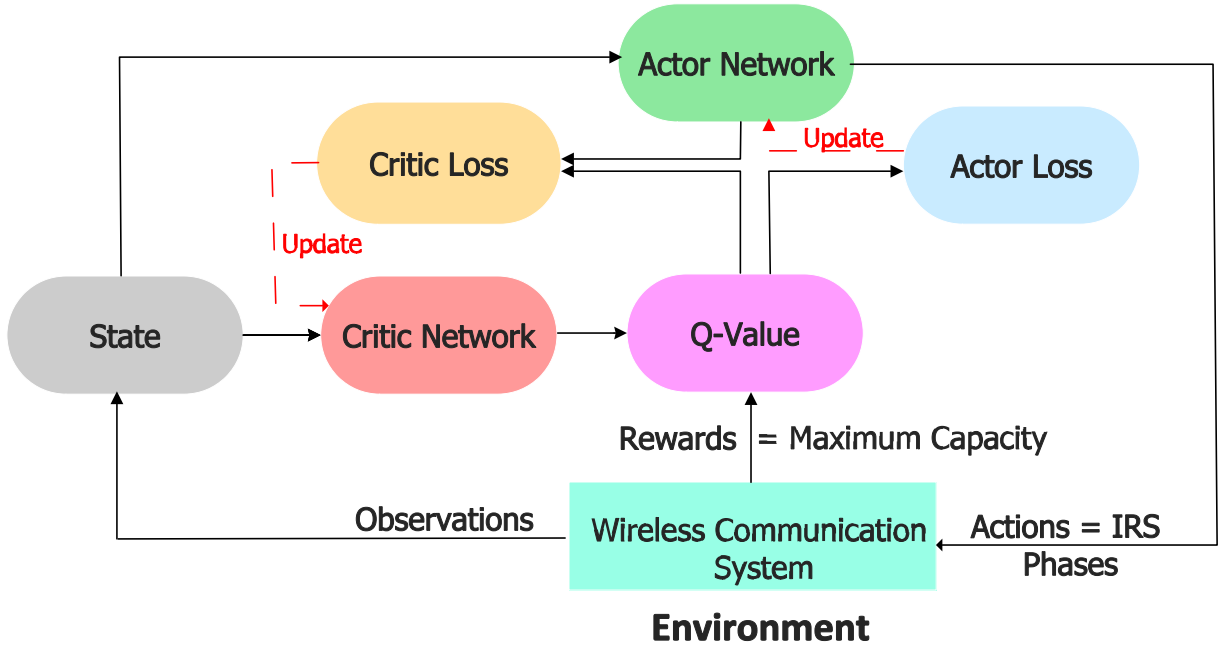 Actor Network
Update
Critic Loss
Actor Loss
Update
State
Critic Network
Q-Value
Rewards = Maximum Capacity
Observations
Wireless Communication
System
Actions = IRS
Phases
Environment